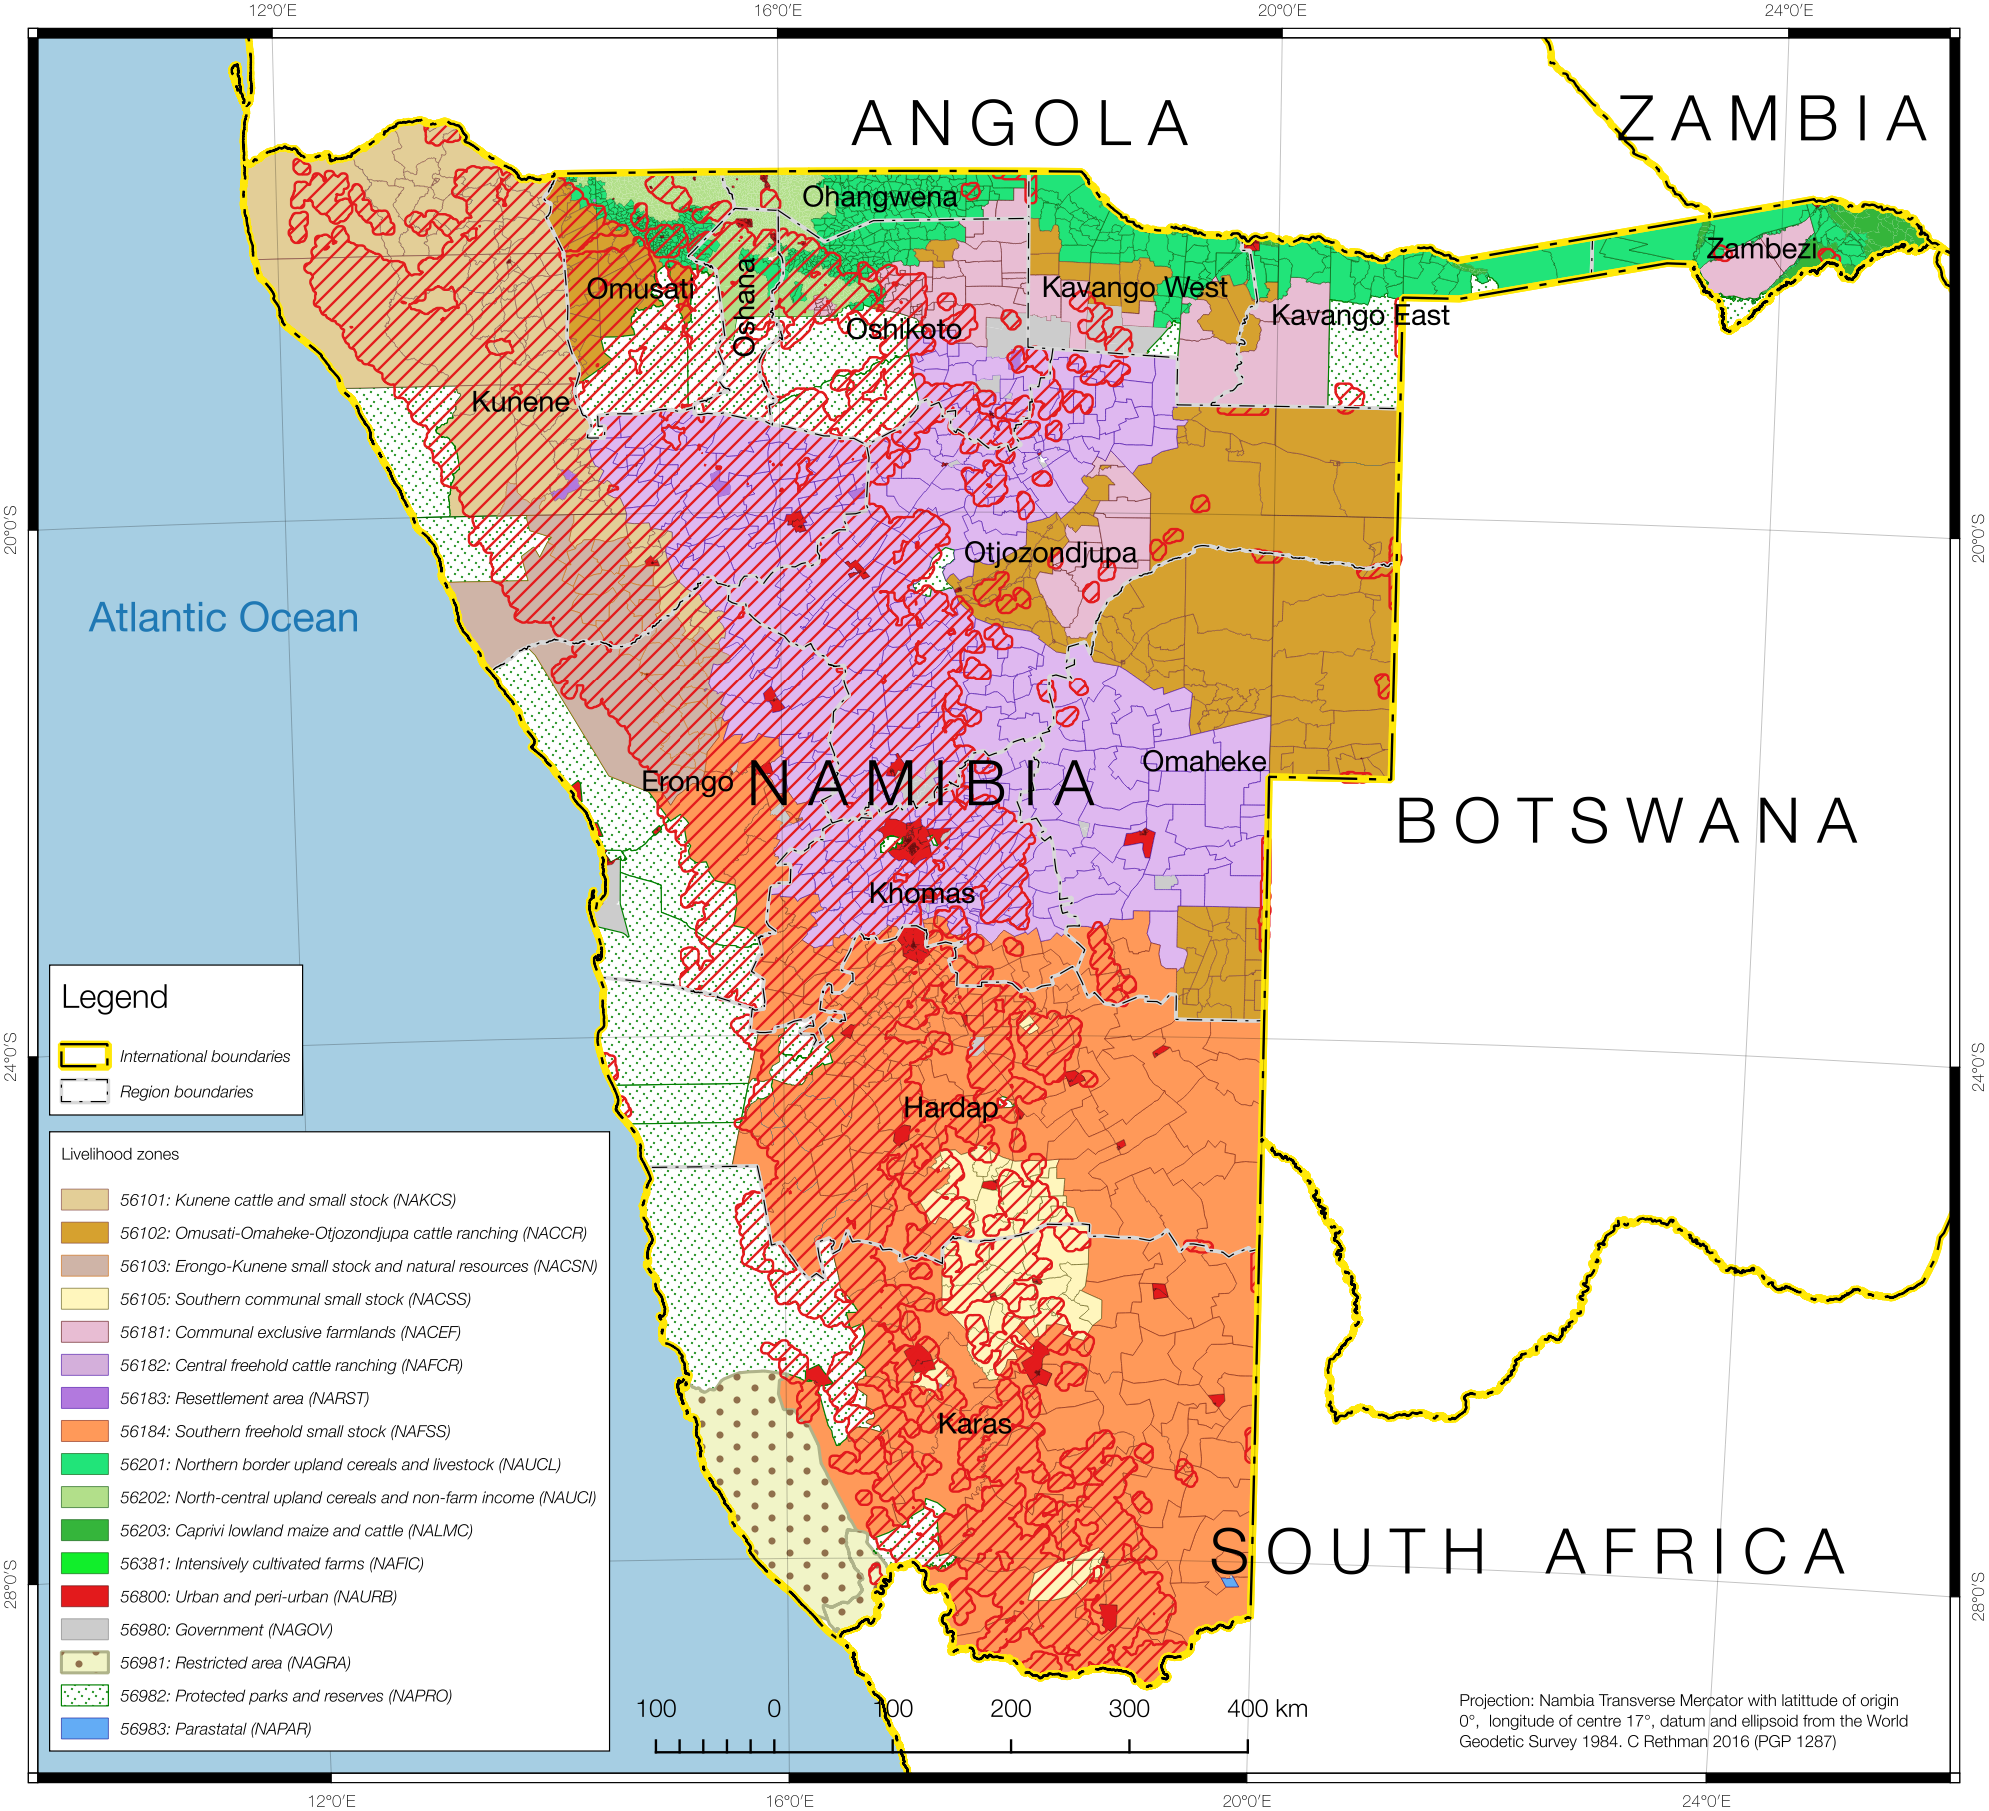 12°0'E
16°0'E
20°0'E
24°0'E
ANGOLA
ZAMBIA
Ohangwena
Zambezi
Omusati
Oshana
Kavango West
Kavango East
Oshikoto
Kunene
20°0'S
20°0'S
Otjozondjupa
Atlantic Ocean
Omaheke
Erongo
NAMIBIA
BOTSWANA
Khomas
Legend
International boundaries
Region boundaries
24°0'S
24°0'S
Hardap
Livelihood zones
56101: Kunene cattle and small stock (NAKCS)
56102: Omusati-Omaheke-Otjozondjupa cattle ranching (NACCR)
56103: Erongo-Kunene small stock and natural resources (NACSN)
56105: Southern communal small stock (NACSS)
56181: Communal exclusive farmlands (NACEF)
56182: Central freehold cattle ranching (NAFCR)
56183: Resettlement area (NARST)
56184: Southern freehold small stock (NAFSS)
56201: Northern border upland cereals and livestock (NAUCL)
56202: North-central upland cereals and non-farm income (NAUCI)
56203: Caprivi lowland maize and cattle (NALMC)
56381: Intensively cultivated farms (NAFIC)
56800: Urban and peri-urban (NAURB)
56980: Government (NAGOV)
56981: Restricted area (NAGRA)
56982: Protected parks and reserves (NAPRO)
56983: Parastatal (NAPAR)
Karas
SOUTH AFRICA
28°0'S
28°0'S
100 0 100 200 300 400 km
Projection: Nambia Transverse Mercator with latittude of origin
0°, longitude of centre 17°, datum and ellipsoid from the World
Geodetic Survey 1984. C Rethman 2016 (PGP 1287)
12°0'E
16°0'E
20°0'E
24°0'E